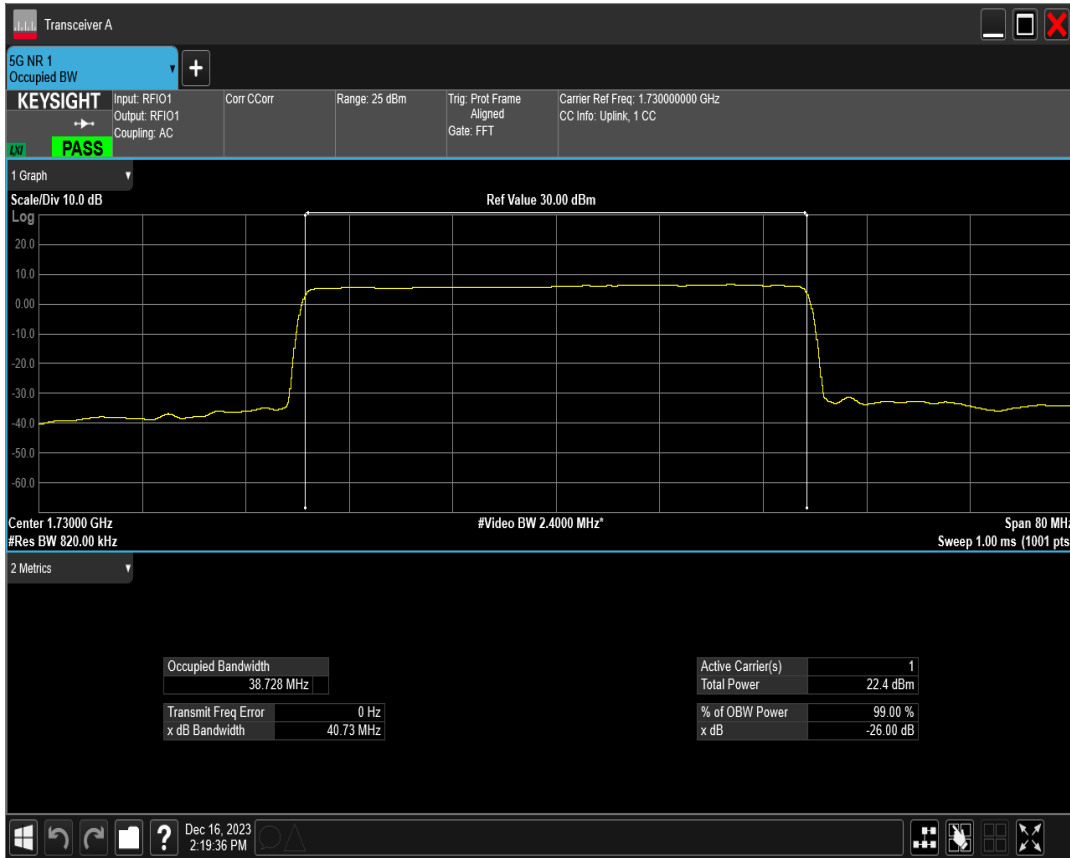 Transceiver A
5G NR 1
Occupied BW
KEYSIGHT
LXI
PASS
Input: RFIO1
Output: RFIO1
Coupling: AC
Corr CCorr
Range: 25 dBm
Trig: Prot Frame
Aligned
Gate: FFT
Carrier Ref Freq: 1.730000000 GHz
CC Info: Uplink, 1 CC
1 Graph
Scale/Div 10.0 dB
Ref Value 30.00 dBm
Log
20.0
10.0
0.00
-10.0
-20.0
-30.0
-40.0
-50.0
-60.0
Center 1.73000 GHz
#Video BW 2.4000 MHz*
Span 80 MHz
#Res BW 820.00 kHz
Sweep 1.00 ms (1001 pts
2 Metrics
Occupied Bandwidth
38.728 MHz
Transmit Freq Error 0 Hz
x dB Bandwidth 40.73 MHz
Active Carrier(s) 1
Total Power 22.4 dBm
% of OBW Power 99.00 %
x dB -26.00 dB
?
Dec 16, 2023
2:19:36 PM